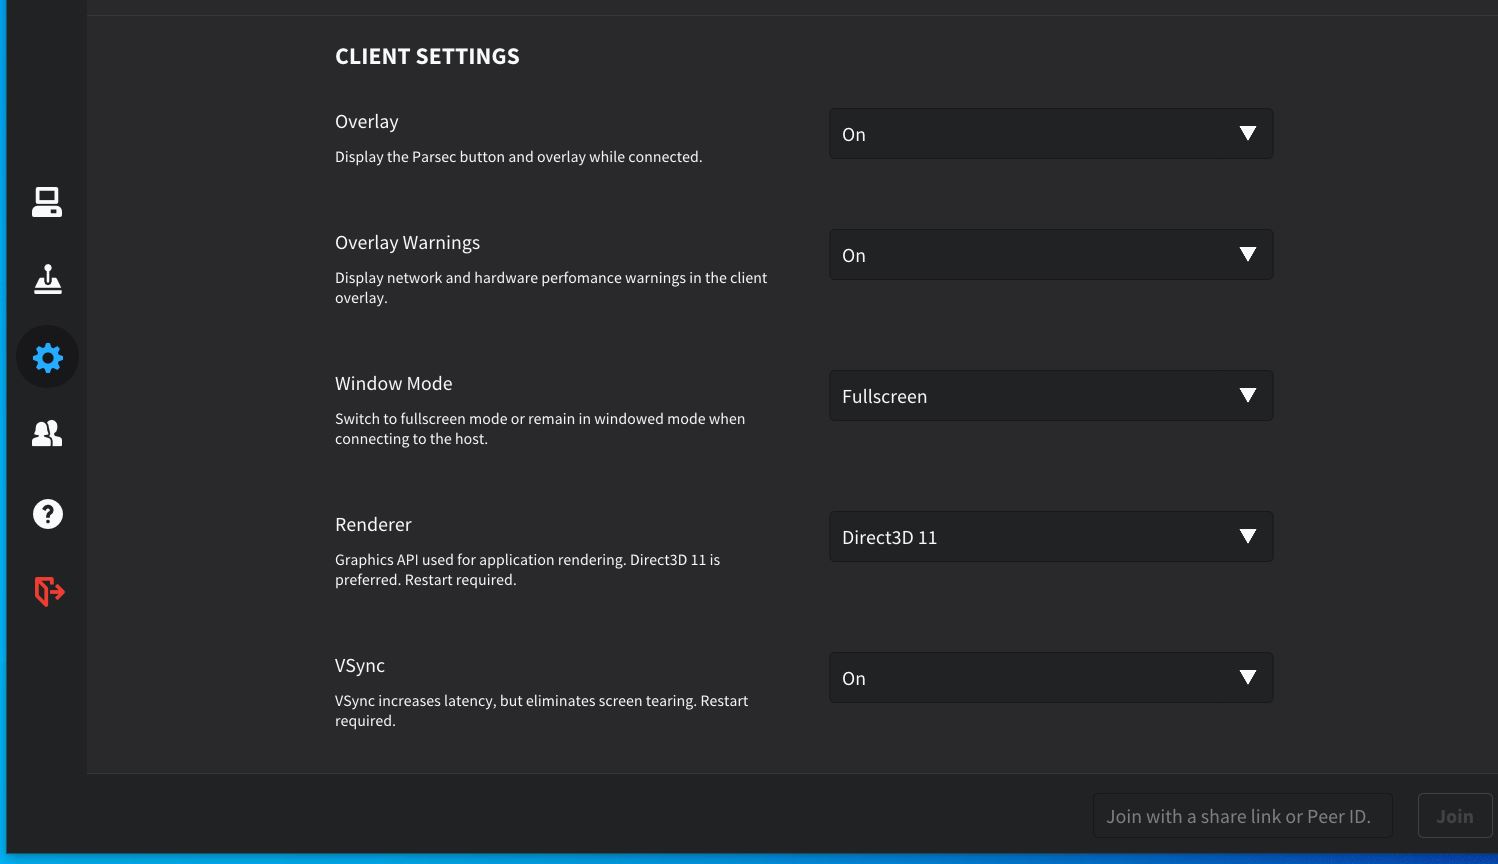 CLIENT SETTINGS
Overlay
On
Display the Parsec button and overlay while connected.
Overlay Warnings
On
Display network and hardware perfomance warnings in the client
overlay.
Window Mode
Fullscreen
Switch to fullscreen mode or remain in windowed mode when
connecting to the host.
Renderer
Direct3D 11
Graphics API used for application rendering. Direct3D 11 is
preferred. Restart required.
VSync
On
VSync increases latency, but eliminates screen tearing. Restart
required.
Join with a share link or Peer ID.
Join